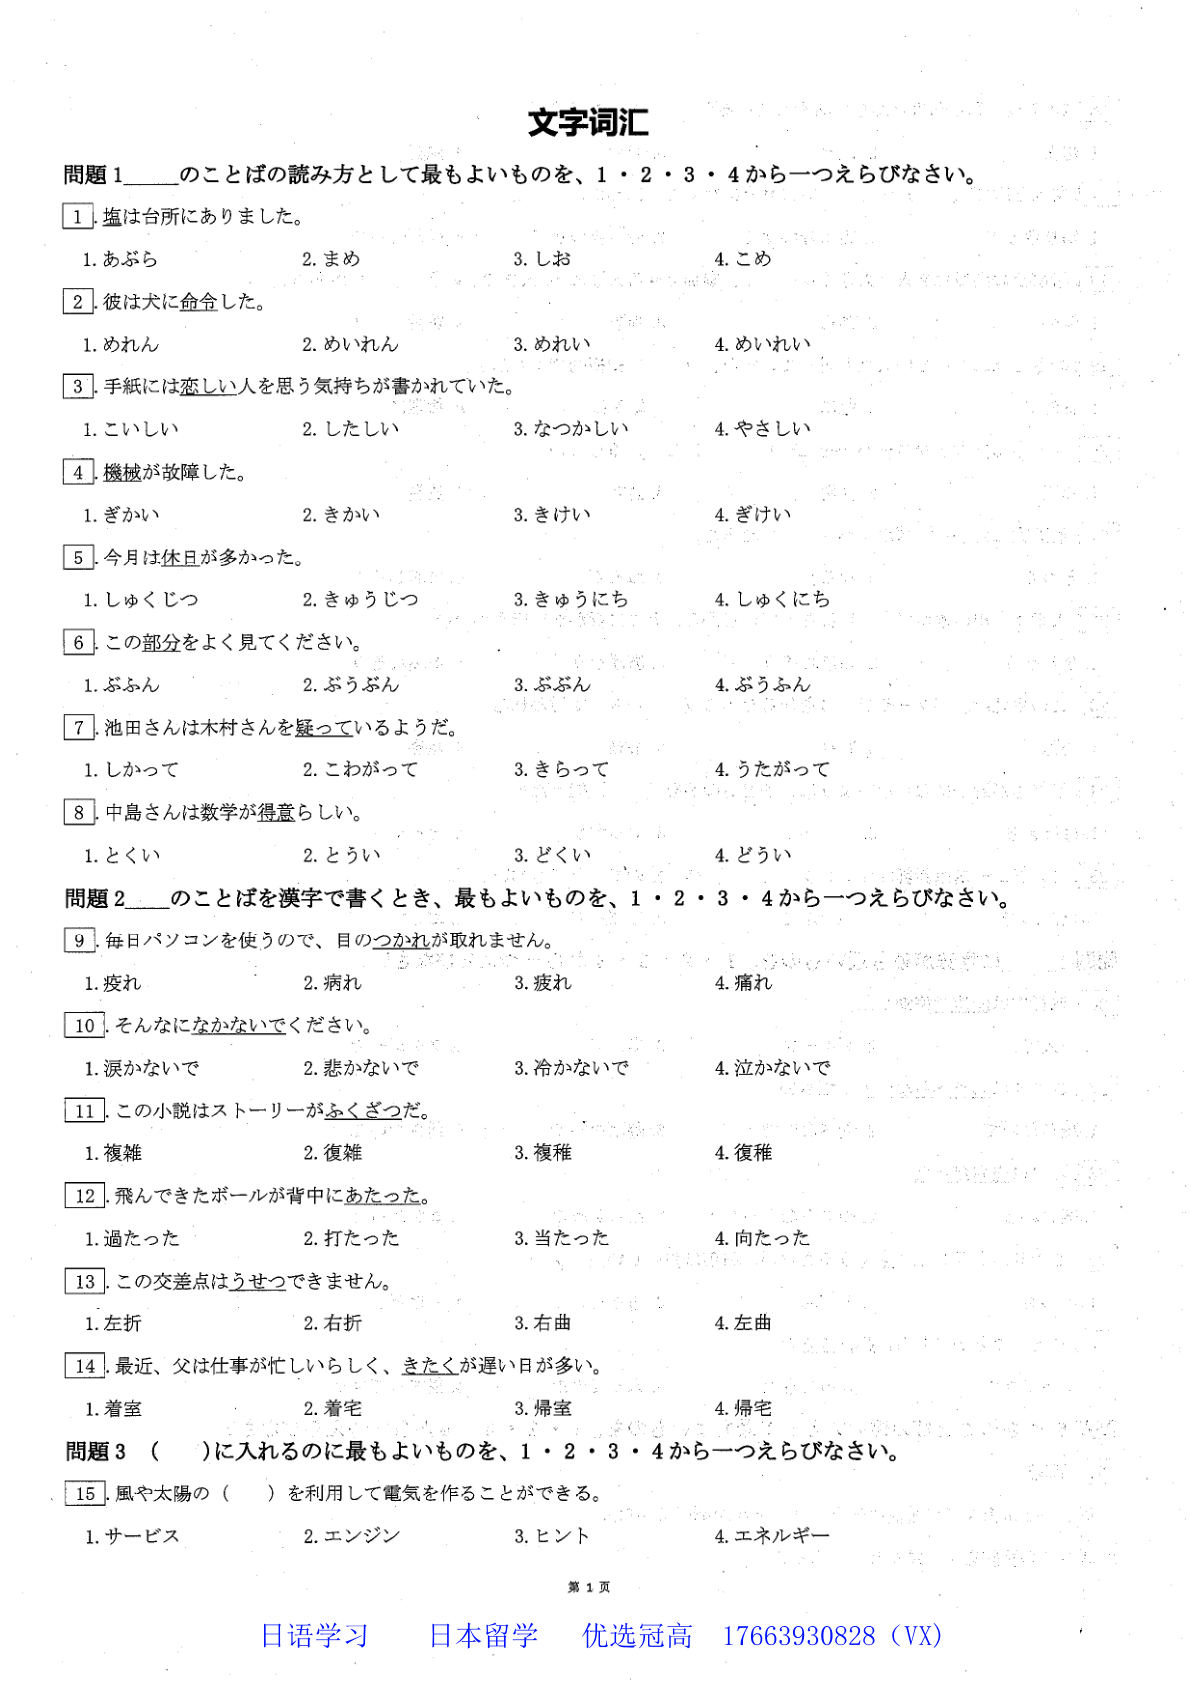 文字词汇
問題1_____のことばの読み方として最もよいものを、1・2・3・4から一つえらびなさい。
1.塩は台所にありました。
1.あぶら 2.まめ 3.しお 4.こめ
2.彼は犬に命令した。
1.めれん 2.めいれん 3.めれい 4.めいれい
3.手紙には恋しい人を思う気持ちが書かれていた。
1.こいしい 2.したしい 3.なつかしい 4.やさしい
4.機械が故障した。
1.ぎかい 2.きかい 3.きけい 4.ぎけい
5.今月は休日が多かった。
1.しゅくじつ 2.きゅうじつ 3.きゅうにち 4.しゅくにち
6.この部分をよく見てください。
1.ぶふん 2.ぶうぶん 3.ぶぶん 4.ぶうふん
7.池田さんは木村さんを疑っているようだ。
1.しかって 2.こわがって 3.きらって 4.うたがって
8.中島さんは数学が得意らしい。
1.とくい 2.とうい 3.どくい 4.どうい
問題2____のことばを漢字で書くとき、最もよいものを、1・2・3・4から一つえらびなさい。
9.毎日パソコンを使うので、目のつかれが取れません。
1.疫れ 2.病れ 3.疲れ 4.痛れ
10.そんなになかないでください。
1.涙かないで 2.悲かないで 3.冷かないで 4.泣かないで
11.この小説はストーリーがふくざつだ。
1.複雑 2.復雑 3.複稚 4.復稚
12.飛んできたボールが背中にあたった。
1.過たった 2.打たった 3.当たった 4.向たった
13.この交差点はうせつできません。
1.左折 2.右折 3.右曲 4.左曲
14.最近、父は仕事が忙しいらしく、きたくが遅い日が多い。
1.着室 2.着宅 3.帰室 4.帰宅
問題3 （　　）に入れるのに最もよいものを、1・2・3・4から一つえらびなさい。
15.風や太陽の（　　）を利用して電気を作ることができる。
1.サービス 2.エンジン 3.ヒント 4.エネルギー
第 1 页
日语学习 日本留学 优选冠高 17663930828（VX）